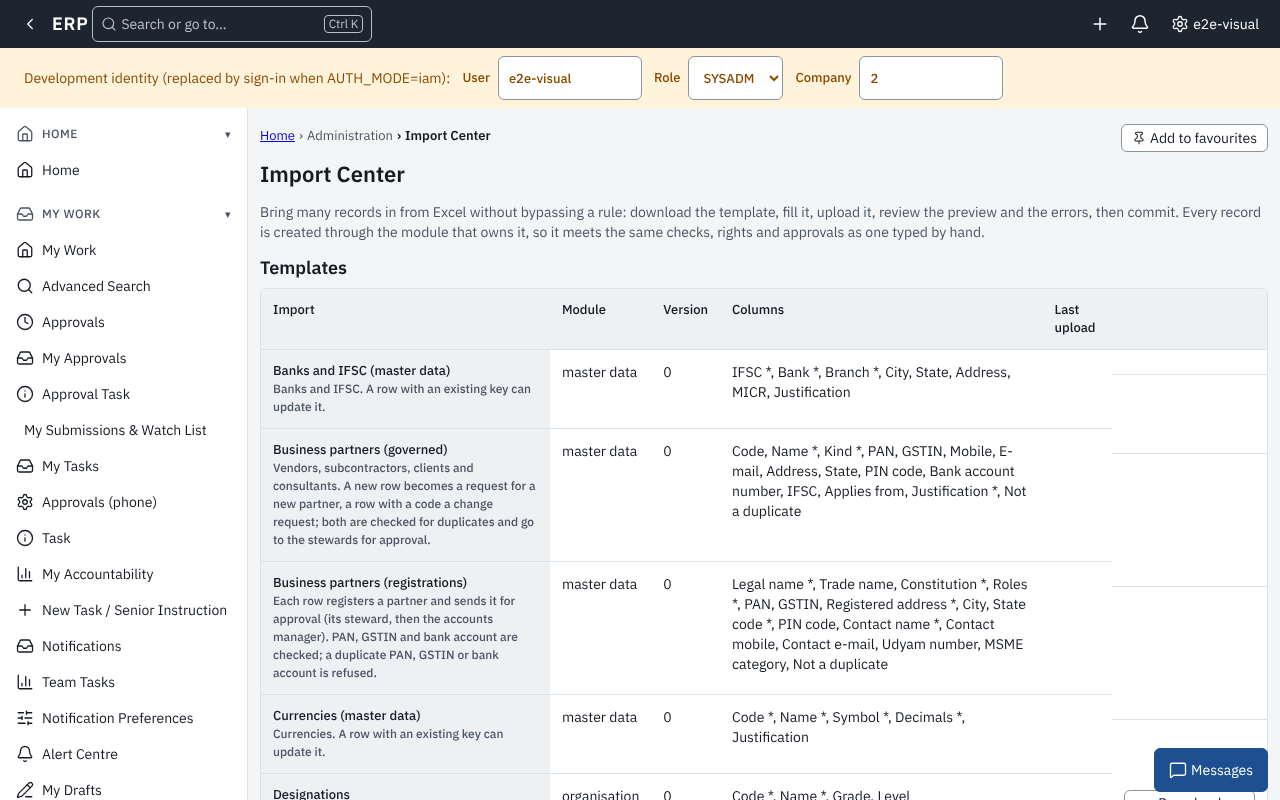 ERP
Search or go to...
Ctrl K
e2e-visual
Development identity (replaced by sign-in when AUTH_MODE=iam):
User
e2e-visual
Role
SYSADM
Company
2
HOME
Home
MY WORK
My Work
Advanced Search
Approvals
My Approvals
Approval Task
My Submissions & Watch List
My Tasks
Approvals (phone)
Task
My Accountability
New Task / Senior Instruction
Notifications
Team Tasks
Notification Preferences
Alert Centre
My Drafts
Home › Administration › Import Center
Add to favourites
Import Center
Bring many records in from Excel without bypassing a rule: download the template, fill it, upload it, review the preview and the errors, then commit. Every record
is created through the module that owns it, so it meets the same checks, rights and approvals as one typed by hand.
Templates
Import
Module
Version
Columns
Last
upload
Banks and IFSC (master data)
Banks and IFSC. A row with an existing key can
update it.
master data
0
IFSC *, Bank *, Branch *, City, State, Address,
MICR, Justification
Business partners (governed)
Vendors, subcontractors, clients and
consultants. A new row becomes a request for a
new partner, a row with a code a change
request; both are checked for duplicates and go
to the stewards for approval.
master data
0
Code, Name *, Kind *, PAN, GSTIN, Mobile, E-
mail, Address, State, PIN code, Bank account
number, IFSC, Applies from, Justification *, Not
a duplicate
Business partners (registrations)
Each row registers a partner and sends it for
approval (its steward, then the accounts
manager). PAN, GSTIN and bank account are
checked; a duplicate PAN, GSTIN or bank
account is refused.
master data
0
Legal name *, Trade name, Constitution *, Roles
*, PAN, GSTIN, Registered address *, City, State
code *, PIN code, Contact name *, Contact
mobile, Contact e-mail, Udyam number, MSME
category, Not a duplicate
Currencies (master data)
Currencies. A row with an existing key can
update it.
master data
0
Code *, Name *, Symbol *, Decimals *,
Justification
Designations
organisation
0
Code *, Name *, Grade, Level
Messages